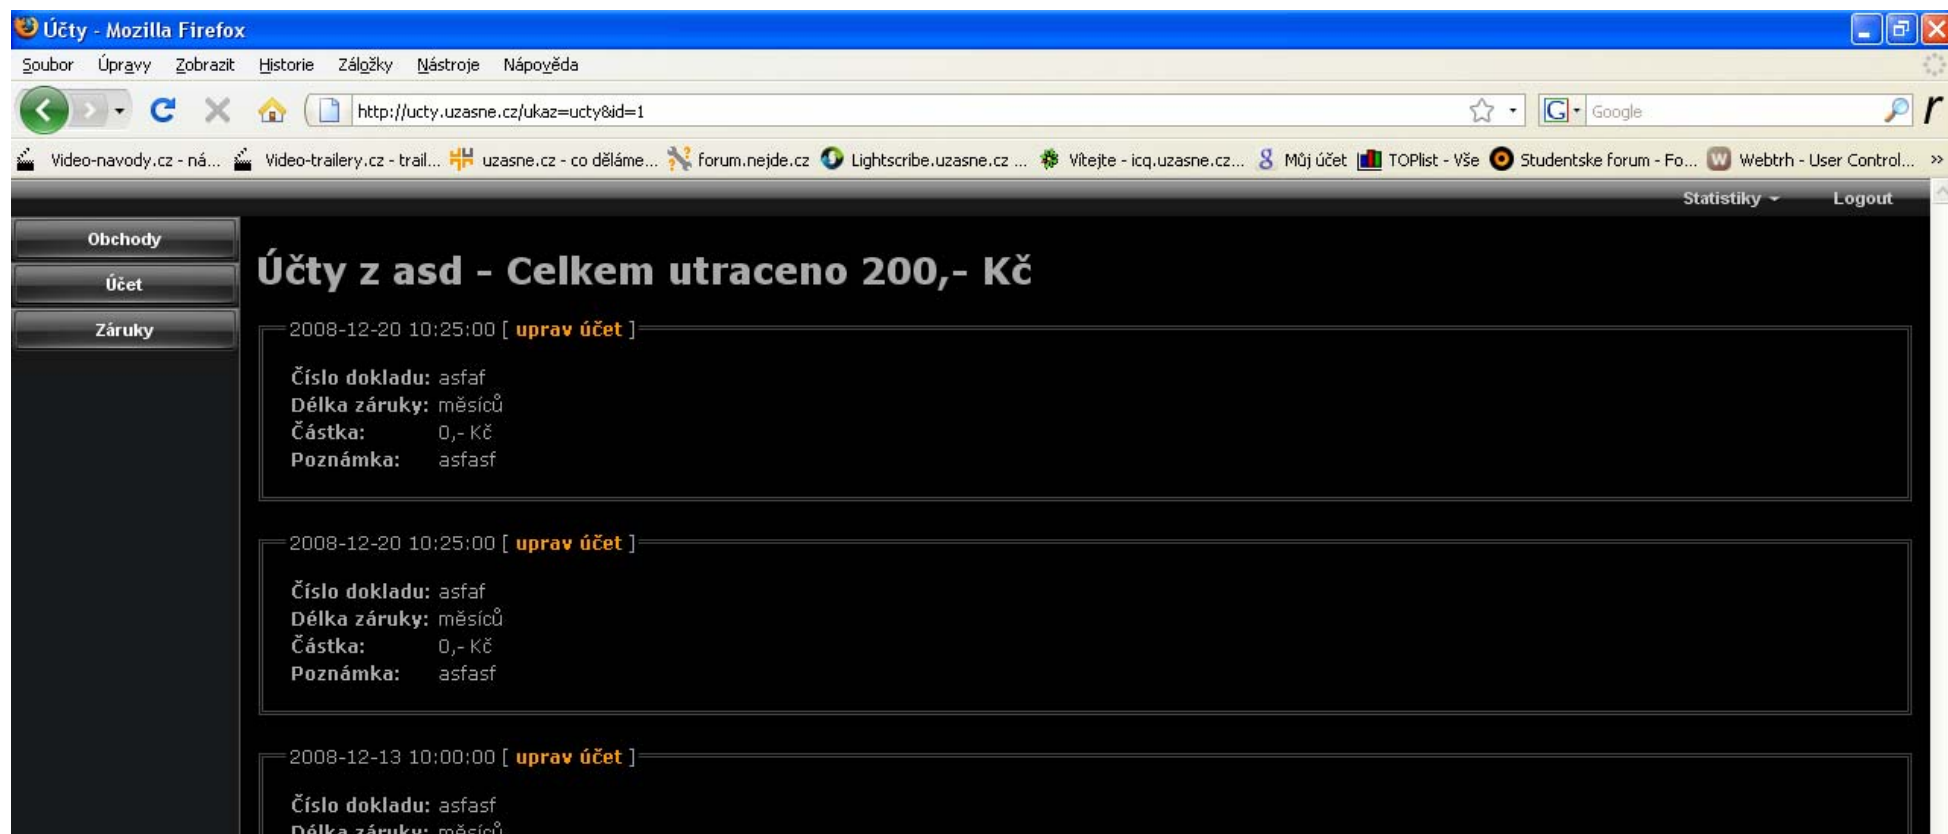 Účty - Mozilla Firefox
Soubor Úpravy Zobrazit Historie Záložky Nástroje Nápověda
http://ucty.uzasne.cz/ukaz=ucty&id=1 G Google r
Video-navody.cz - ná... Video-trailery.cz - trail... uzasne.cz - co děláme... forum.nejde.cz Lightscribe.uzasne.cz ... Vítejte - icq.uzasne.cz... Můj účet TOPlist - Vše Studentske forum - Fo... Webtrh - User Control... »
Statistiky Logout
Obchody
Účet
Záruky
Účty z asd - Celkem utraceno 200,- Kč
2008-12-20 10:25:00 [ uprav účet ]
Číslo dokladu: asfaf
Délka záruky: měsíců
Částka: 0,- Kč
Poznámka: asfasf
2008-12-20 10:25:00 [ uprav účet ]
Číslo dokladu: asfaf
Délka záruky: měsíců
Částka: 0,- Kč
Poznámka: asfasf
2008-12-13 10:00:00 [ uprav účet ]
Číslo dokladu: asfasf
Délka záruky: měsíců